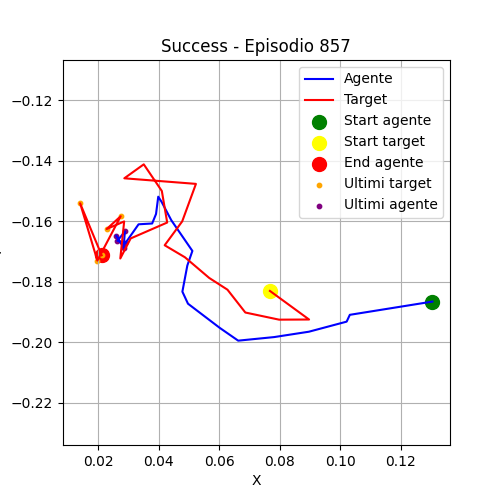 Success - Episodio 857
Agente
Target
Start agente
Start target
End agente
Ultimi target
Ultimi agente
−0.12
−0.14
−0.16
−0.18
−0.20
−0.22
0.02 0.04 0.06 0.08 0.10 0.12
X